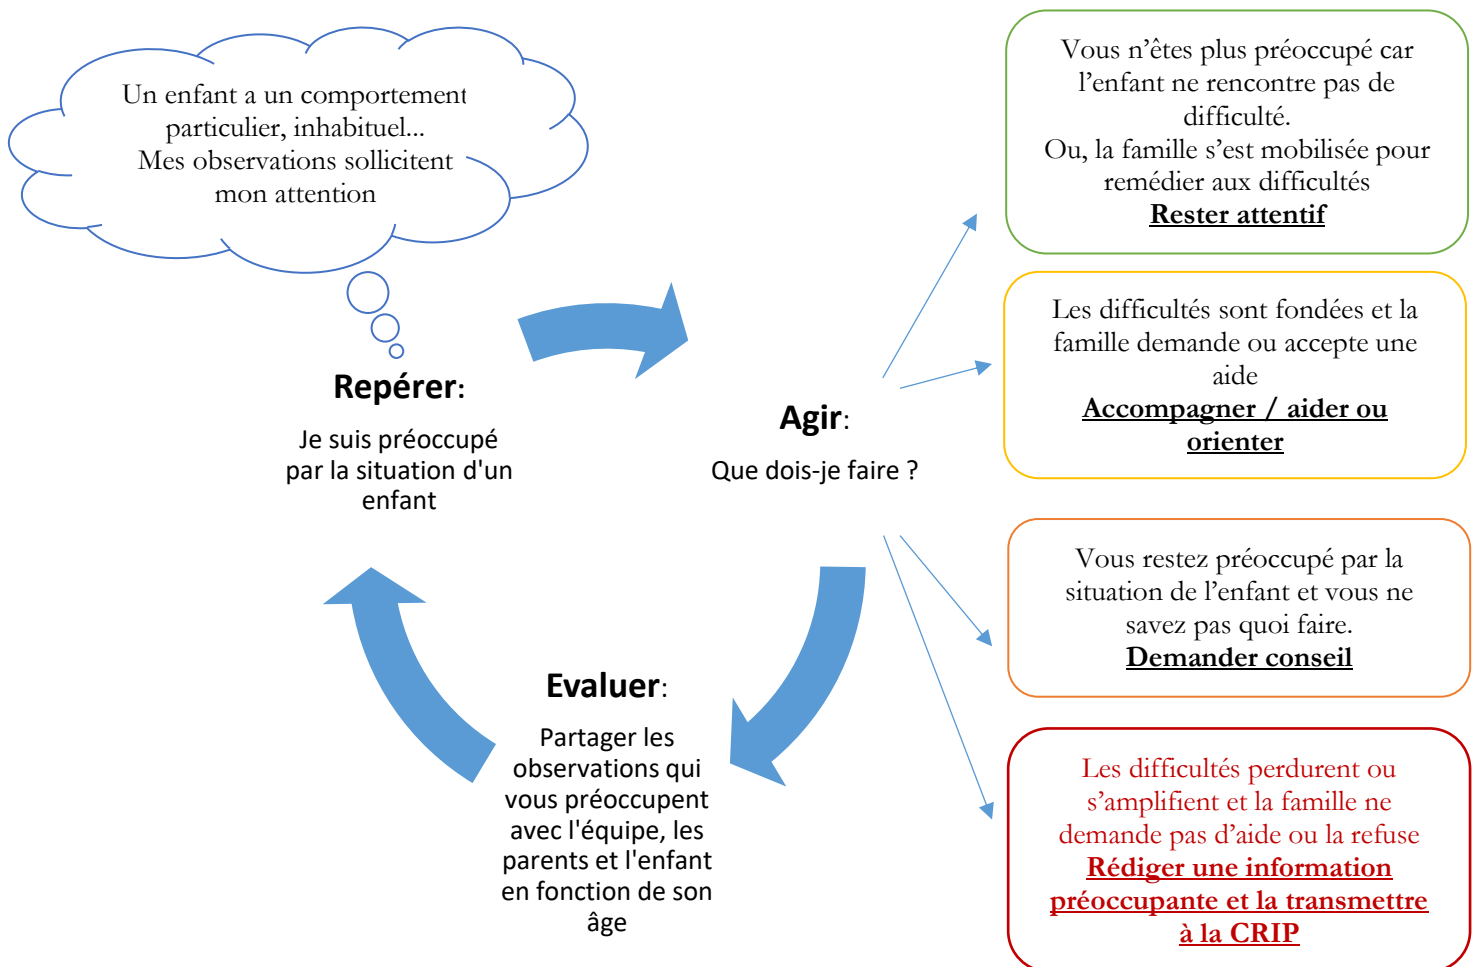 Un enfant a un comportement
particulier, inhabituel...
Mes observations sollicitent
mon attention
Repérer:
Je suis préoccupé
par la situation d'un
enfant
Agir:
Que dois-je faire ?
Evaluer:
Partager les
observations qui
vous préoccupent
avec l'équipe, les
parents et l'enfant
en fonction de son
âge
Vous n’êtes plus préoccupé car
l’enfant ne rencontre pas de
difficulté.
Ou, la famille s’est mobilisée pour
remédier aux difficultés
Rester attentif
Les difficultés sont fondées et la
famille demande ou accepte une
aide
Accompagner / aider ou
orienter
Vous restez préoccupé par la
situation de l’enfant et vous ne
savez pas quoi faire.
Demander conseil
Les difficultés perdurent ou
s’amplifient et la famille ne
demande pas d’aide ou la refuse
Rédiger une information
préoccupante et la transmettre
à la CRIP